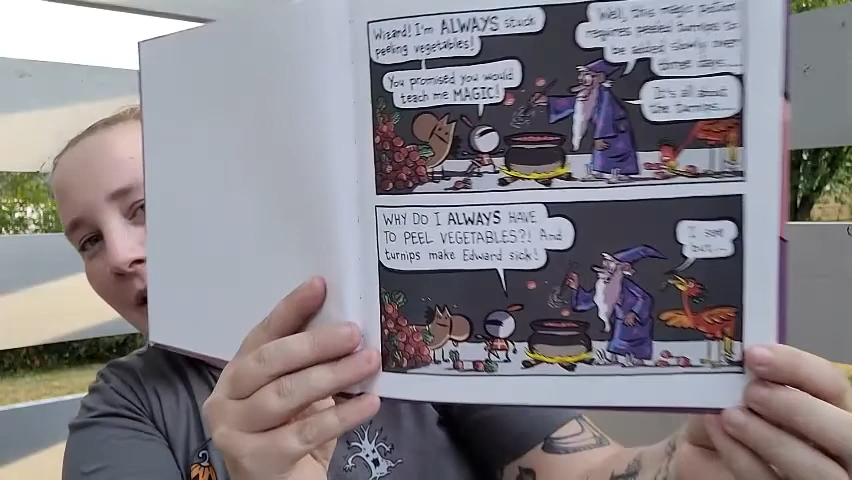 Wizard! I'm ALWAYS stuck
peeling vegetables!
You promised you would
teach me MAGIC!
Well, this magic potion
requires peeled turnips to
be added slowly over
three days...
It's all about
the turnips...
WHY DO I ALWAYS HAVE
TO PEEL VEGETABLES?! And
turnips make Edward sick!
I see
but...